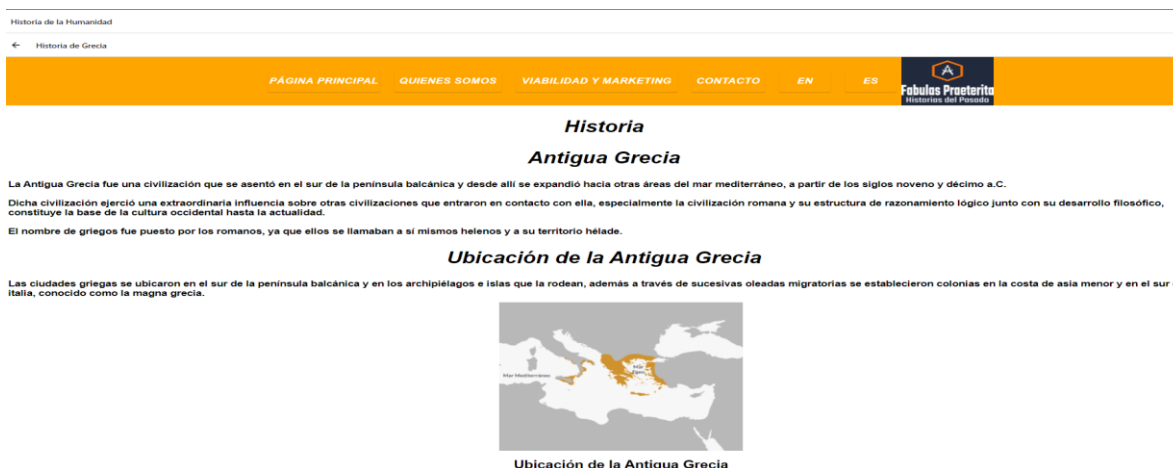 Historia de la Humanidad
← Historia de Grecia
PÁGINA PRINCIPAL QUIENES SOMOS VIABILIDAD Y MARKETING CONTACTO EN ES
A
Fabulas Praeterita
Historias del Pasado
Historia
Antigua Grecia
La Antigua Grecia fue una civilización que se asentó en el sur de la península balcánica y desde allí se expandió hacia otras áreas del mar mediterráneo, a partir de los siglos noveno y décimo a.C.
Dicha civilización ejerció una extraordinaria influencia sobre otras civilizaciones que entraron en contacto con ella, especialmente la civilización romana y su estructura de razonamiento lógico junto con su desarrollo filosófico,
constituye la base de la cultura occidental hasta la actualidad.
El nombre de griegos fue puesto por los romanos, ya que ellos se llamaban a sí mismos helenos y a su territorio hélade.
Ubicación de la Antigua Grecia
Las ciudades griegas se ubicaron en el sur de la península balcánica y en los archipiélagos e islas que la rodean, además a través de sucesivas oleadas migratorias se establecieron colonias en la costa de asia menor y en el sur
italia, conocido como la magna grecia.
Mar Mediterráneo
Mar
Egeo
Ubicación de la Antigua Grecia